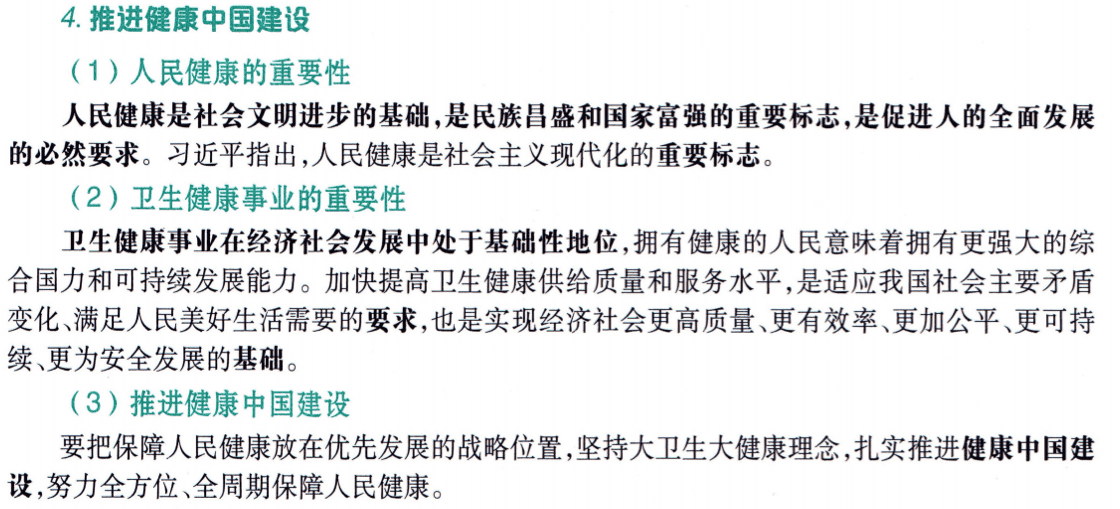 4. 推进健康中国建设
（1）人民健康的重要性
人民健康是社会文明进步的基础,是民族昌盛和国家富强的重要标志,是促进人的全面发展
的必然要求。习近平指出,人民健康是社会主义现代化的重要标志。
（2）卫生健康事业的重要性
卫生健康事业在经济社会发展中处于基础性地位,拥有健康的人民意味着拥有更强大的综
合国力和可持续发展能力。加快提高卫生健康供给质量和服务水平,是适应我国社会主要矛盾
变化、满足人民美好生活需要的要求,也是实现经济社会更高质量、更有效率、更加公平、更可持
续、更为安全发展的基础。
（3）推进健康中国建设
要把保障人民健康放在优先发展的战略位置,坚持大卫生大健康理念,扎实推进健康中国建
设,努力全方位、全周期保障人民健康。